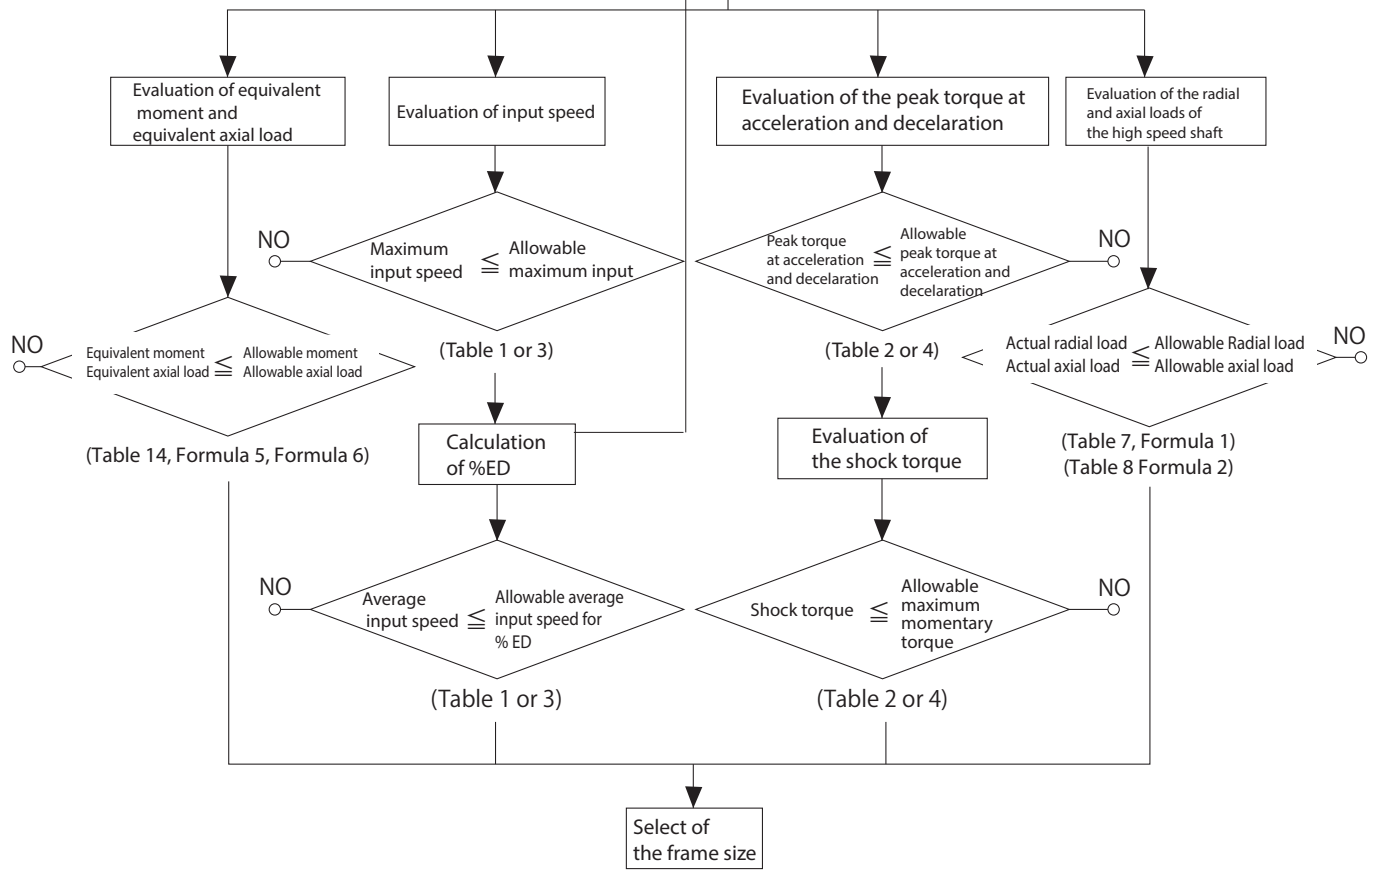 Evaluation of equivalent
moment and
equivalent axial load
Evaluation of input speed
Evaluation of the peak torque at
acceleration and decelaration
Evaluation of the radial
and axial loads of
the high speed shaft
NO
Maximum
input speed
≦
Allowable
maximum input
(Table 1 or 3)
Peak torque
at acceleration
and decelaration
≦
Allowable
peak torque at
acceleration and
decelaration
NO
(Table 2 or 4)
NO
Equivalent moment
Equivalent axial load
≦
Allowable moment
Allowable axial load
(Table 14, Formula 5, Formula 6)
Actual radial load
Actual axial load
≦
Allowable Radial load
Allowable axial load
NO
(Table 7, Formula 1)
(Table 8 Formula 2)
Calculation
of %ED
Evaluation of
the shock torque
NO
Average
input speed
≦
Allowable average
input speed for
% ED
(Table 1 or 3)
Shock torque
≦
Allowable
maximum
momentary
torque
NO
(Table 2 or 4)
Select of
the frame size